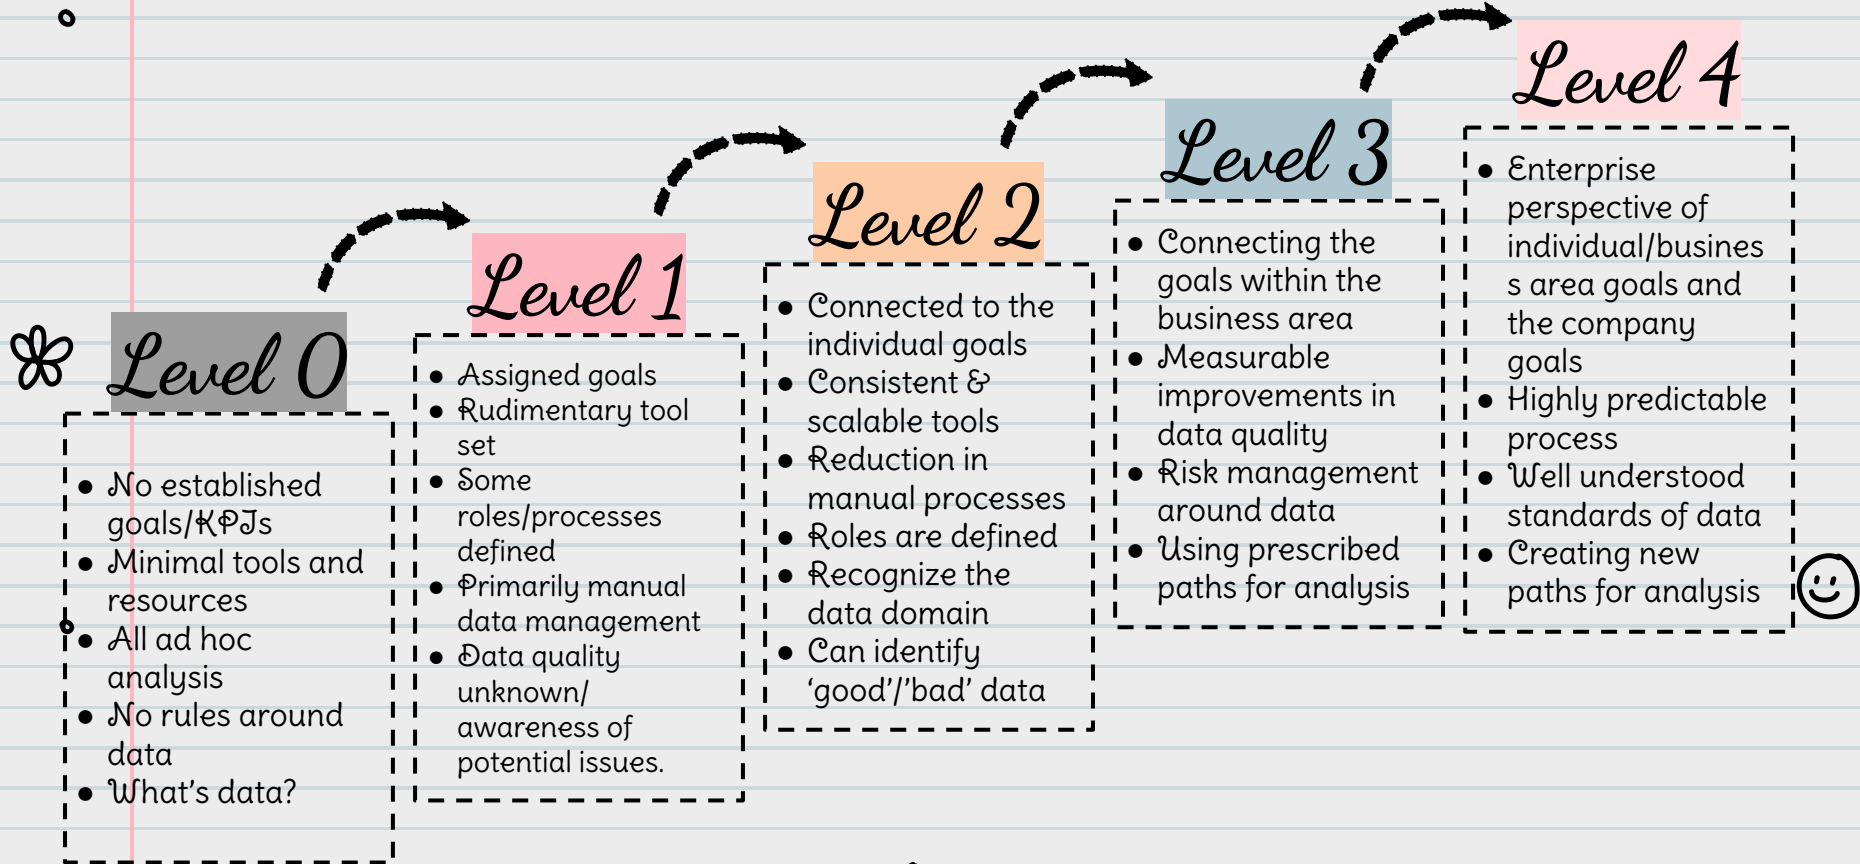 Level 0
• No established
goals/KPIs
• Minimal tools and
resources
• All ad hoc
analysis
• No rules around
data
• What's data?
Level 1
• Assigned goals
• Rudimentary tool
set
• Some
roles/processes
defined
• Primarily manual
data management
• Data quality
unknown/
awareness of
potential issues.
Level 2
• Connected to the
individual goals
• Consistent &
scalable tools
• Reduction in
manual processes
• Roles are defined
• Recognize the
data domain
• Can identify
‘good’/’bad’ data
Level 3
• Connecting the
goals within the
business area
• Measurable
improvements in
data quality
• Risk management
around data
• Using prescribed
paths for analysis
Level 4
• Enterprise
perspective of
individual/busines
s area goals and
the company
goals
• Highly predictable
process
• Well understood
standards of data
• Creating new
paths for analysis